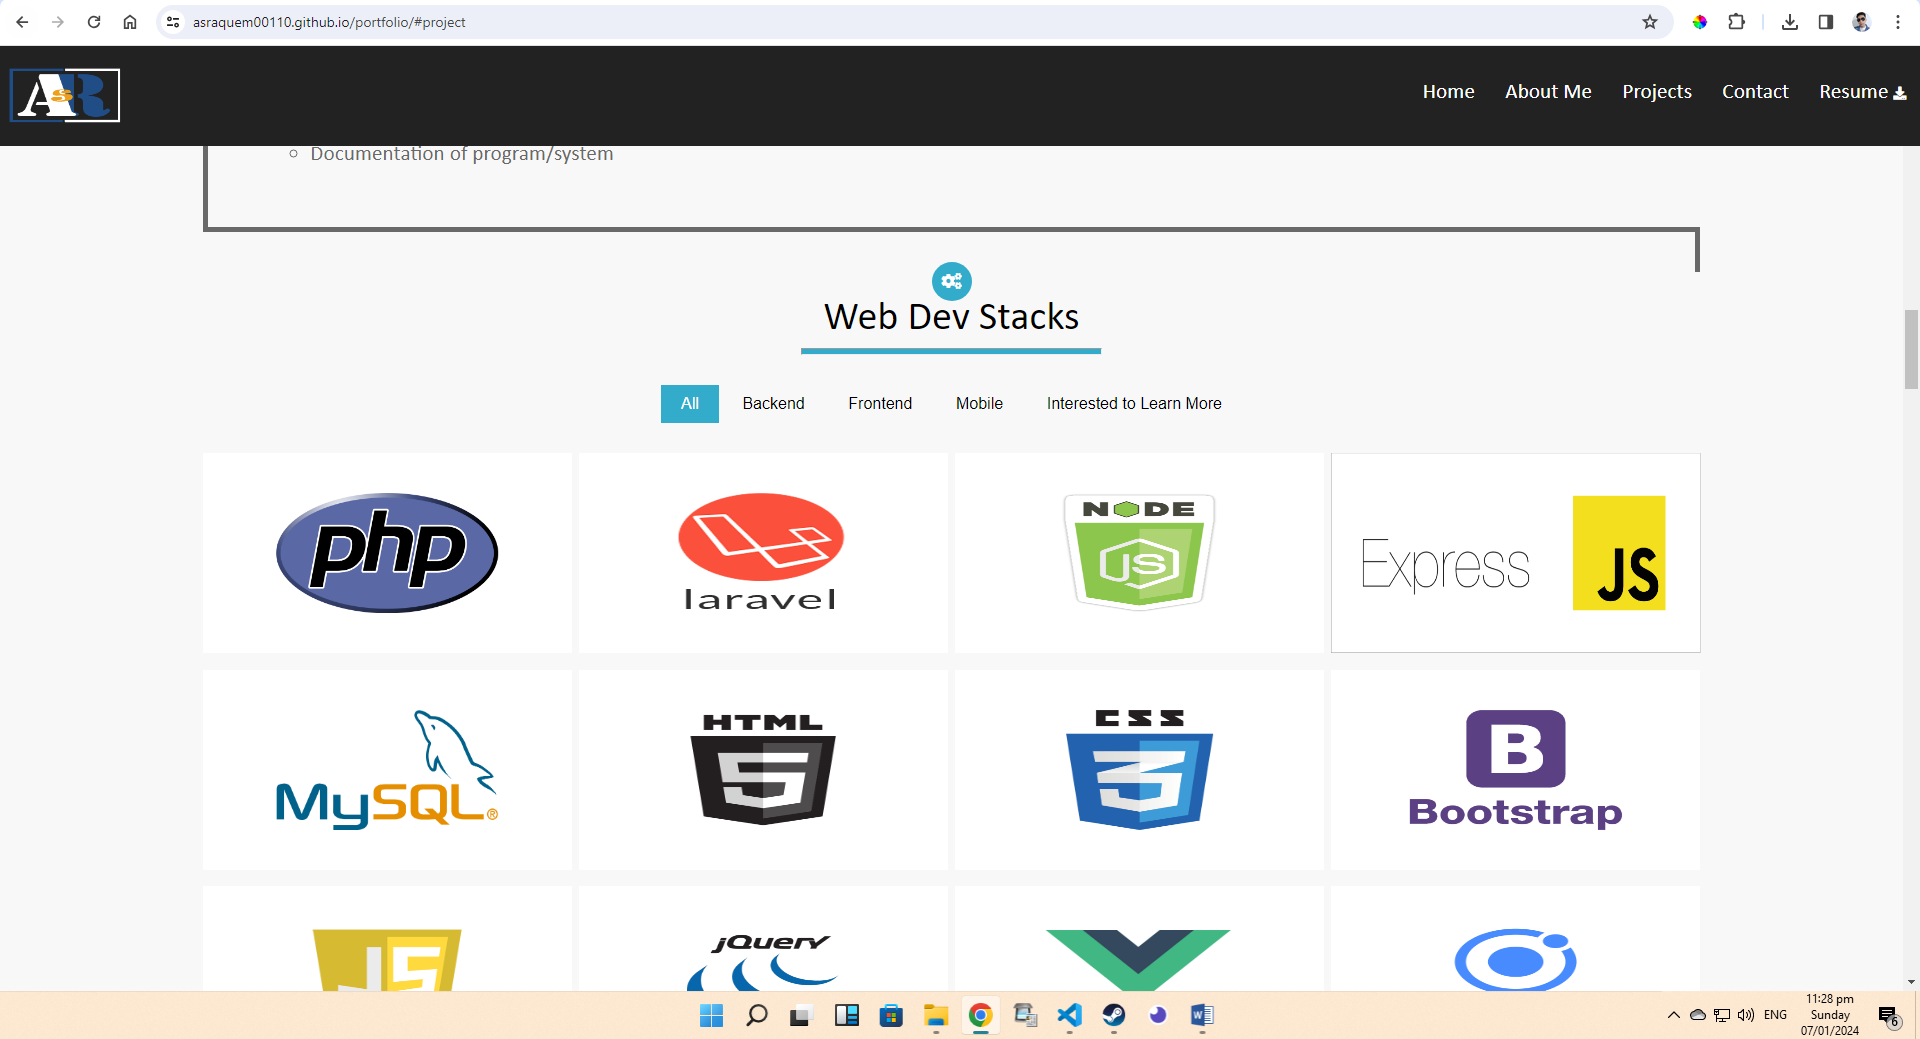 asraquem00110.github.io/portfolio/#project
AsR
Home About Me Projects Contact Resume
Documentation of program/system
Web Dev Stacks
All Backend Frontend Mobile Interested to Learn More
php
laravel
NODE
JS
Express
JS
MySQL®
HTML
5
CSS
3
B
Bootstrap
JS
jQuery
11:28 pm
ENG
Sunday
07/01/2024
6